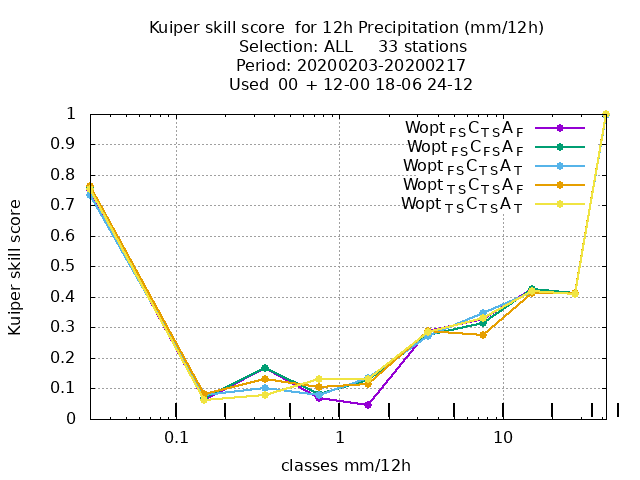 Kuiper skill score  for 12h Precipitation (mm/12h)
Selection: ALL     33 stations
Period: 20200203-20200217
Used  00  + 12-00 18-06 24-12
Wopt FS C TS A F
Wopt FS C FS A F
Wopt FS C TS A T
Wopt TS C TS A F
Wopt TS C TS A T
1
0.9
0.8
0.7
0.6
0.5
0.4
0.3
0.2
0.1
0
Kuiper skill score
0.1 1 10
classes mm/12h